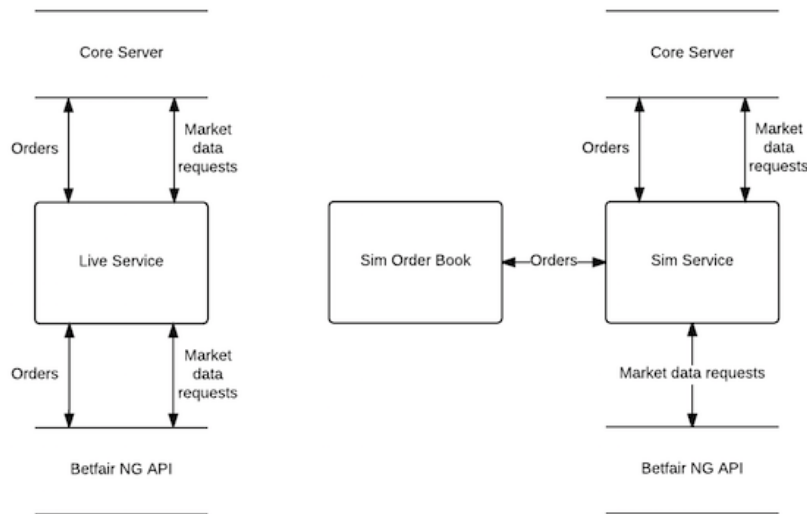 Core Server
Orders
Market
data
requests
Live Service
Orders
Market
data
requests
Betfair NG API
Sim Order Book
Orders
Core Server
Orders
Market
data
requests
Sim Service
Market data requests
Betfair NG API